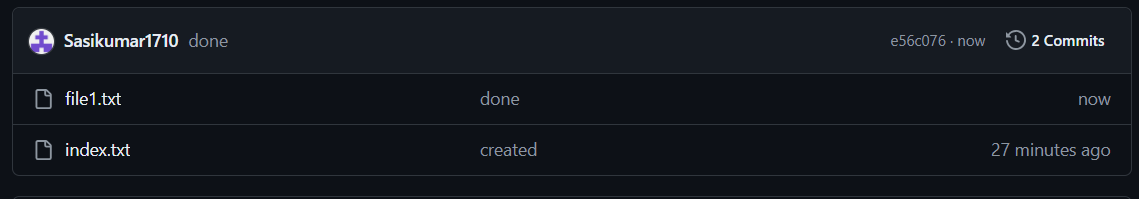 Sasikumar1710 done e56c076 · now 2 Commits
file1.txt done now
index.txt created 27 minutes ago